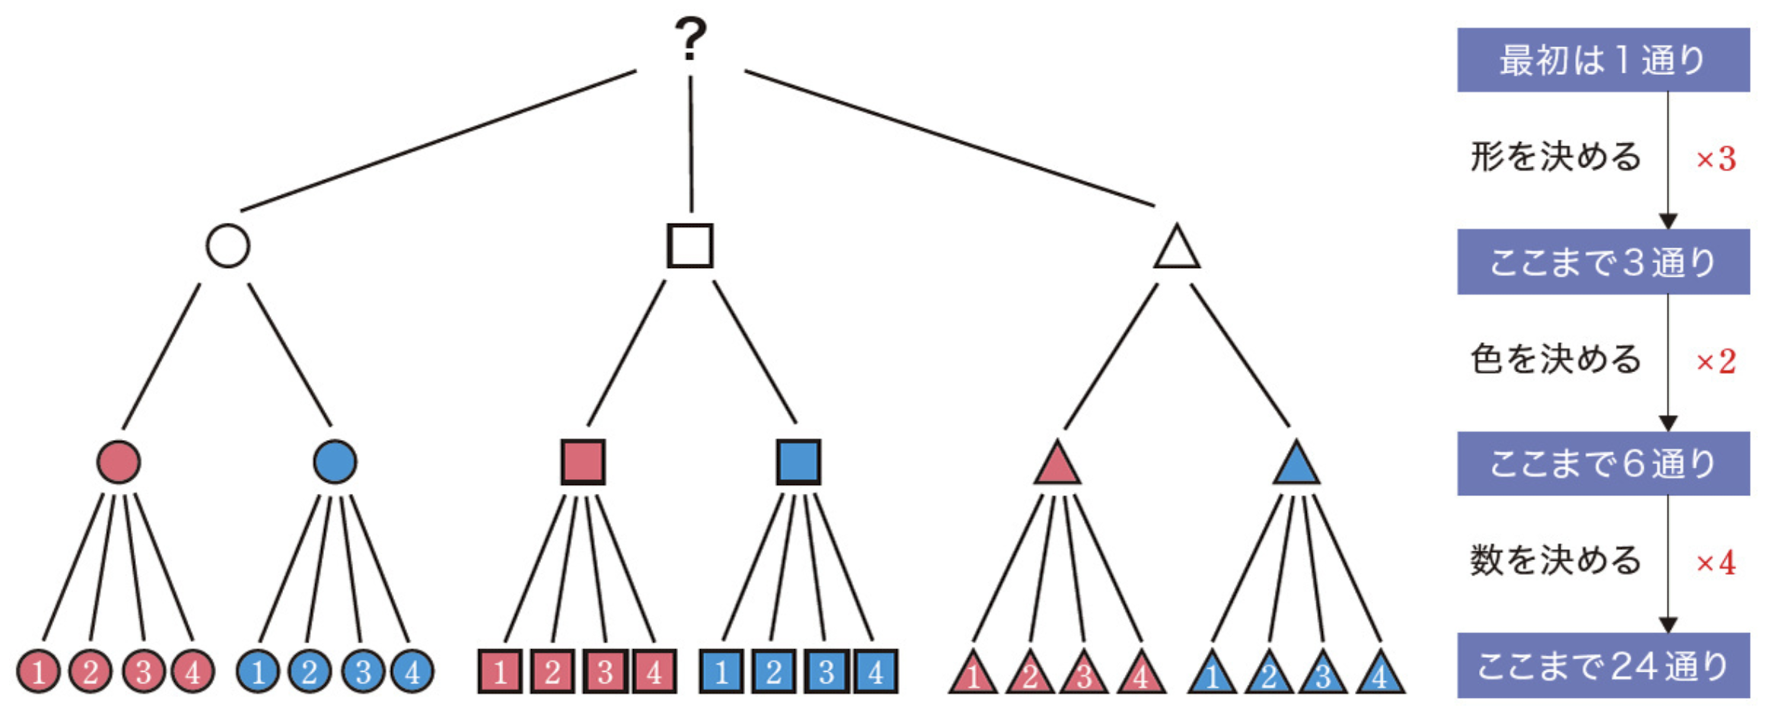 ?
最初は1通り
形を決める ×3
ここまで3通り
色を決める ×2
ここまで6通り
数を決める ×4
1 2 3 4 1 2 3 4 1 2 3 4 1 2 3 4 1 2 3 4 1 2 3 4
ここまで24通り